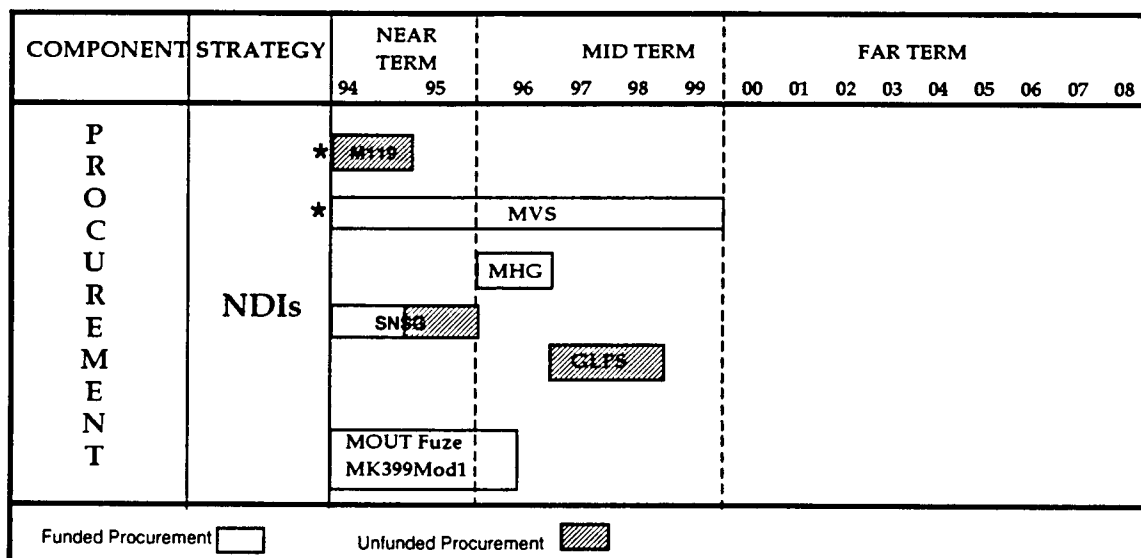 COMPONENT STRATEGY NEAR TERM MID TERM FAR TERM
94 95 96 97 98 99 00 01 02 03 04 05 06 07 08
PROCUREMENT
NDIs
* M119
* MVS
MHG
SNSG
GLPS
MOUT Fuze
MK399Mod1
Funded Procurement Unfunded Procurement